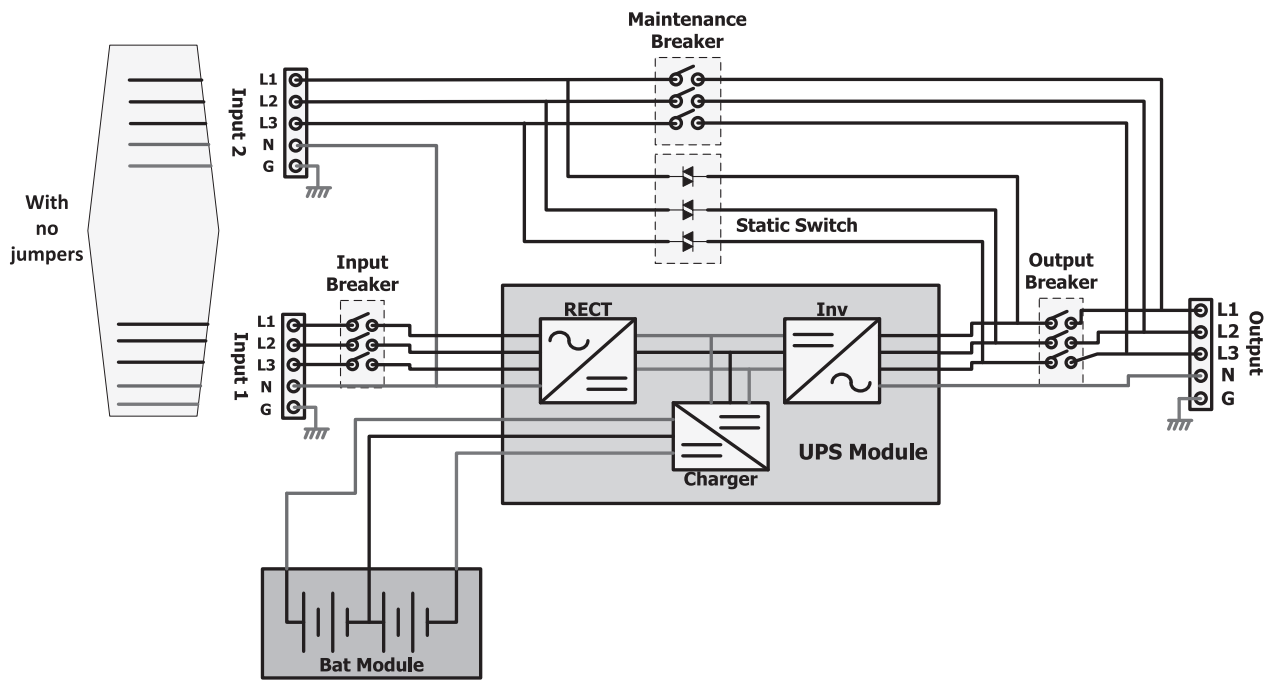 Maintenance
Breaker
L1
L2
L3
N
G
Input 2
With
no
jumpers
Static Switch
Input
Breaker
Output
Breaker
RECT
Inv
L1
L2
L3
N
G
Input 1
L1
L2
L3
N
G
Output
UPS Module
Charger
Bat Module